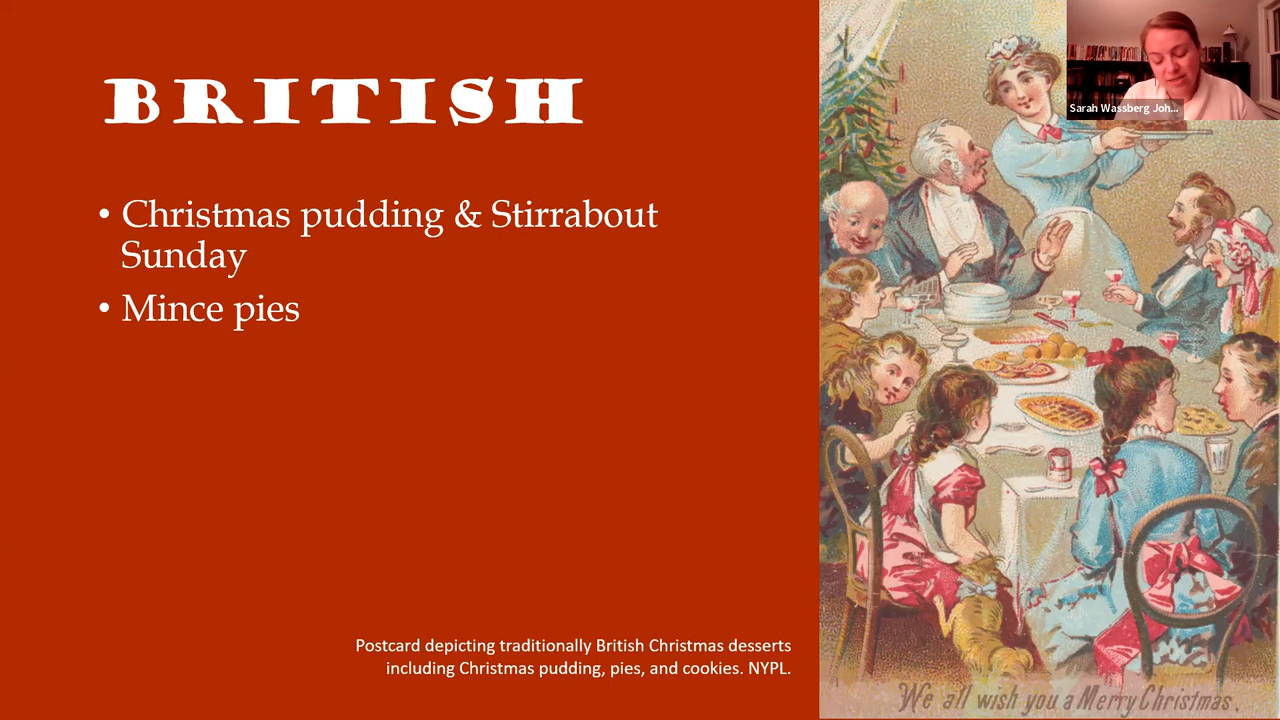 BRITISH
• Christmas pudding & Stirrabout
Sunday
• Mince pies
Postcard depicting traditionally British Christmas desserts
including Christmas pudding, pies, and cookies. NYPL.
Sarah Wassberg Joh...
We all wish you a Merry Christmas.